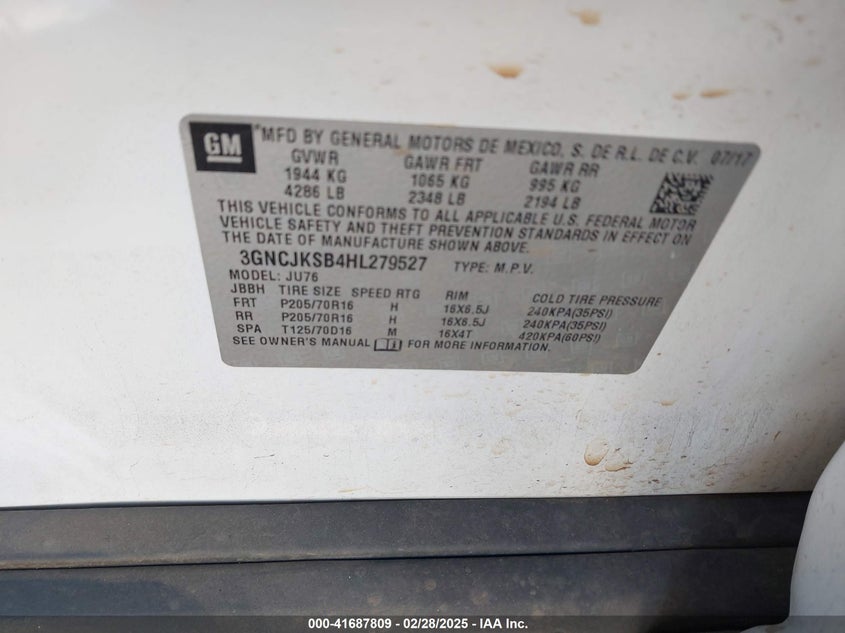 GM
*MFD BY GENERAL MOTORS DE MEXICO, S. DE R.L. DE C.V. 07/17
GVWR GAWR FRT GAWR RR
1944 KG 1065 KG 995 KG
4286 LB 2348 LB 2194 LB
THIS VEHICLE CONFORMS TO ALL APPLICABLE U.S. FEDERAL MOTOR
VEHICLE SAFETY AND THEFT PREVENTION STANDARDS IN EFFECT ON
THE DATE OF MANUFACTURE SHOWN ABOVE.
3GNCJKSB4HL279527 TYPE: M.P.V.
MODEL: JU76
JBBH TIRE SIZE SPEED RTG RIM COLD TIRE PRESSURE
FRT P205/70R16 H 16X6.5J 240KPA(35PSI)
RR P205/70R16 H 16X6.5J 240KPA(35PSI)
SPA T125/70D16 M 16X4T 420KPA(60PSI)
SEE OWNER'S MANUAL FOR MORE INFORMATION.
000-41687809 — 02/28/2025 — IAA Inc.